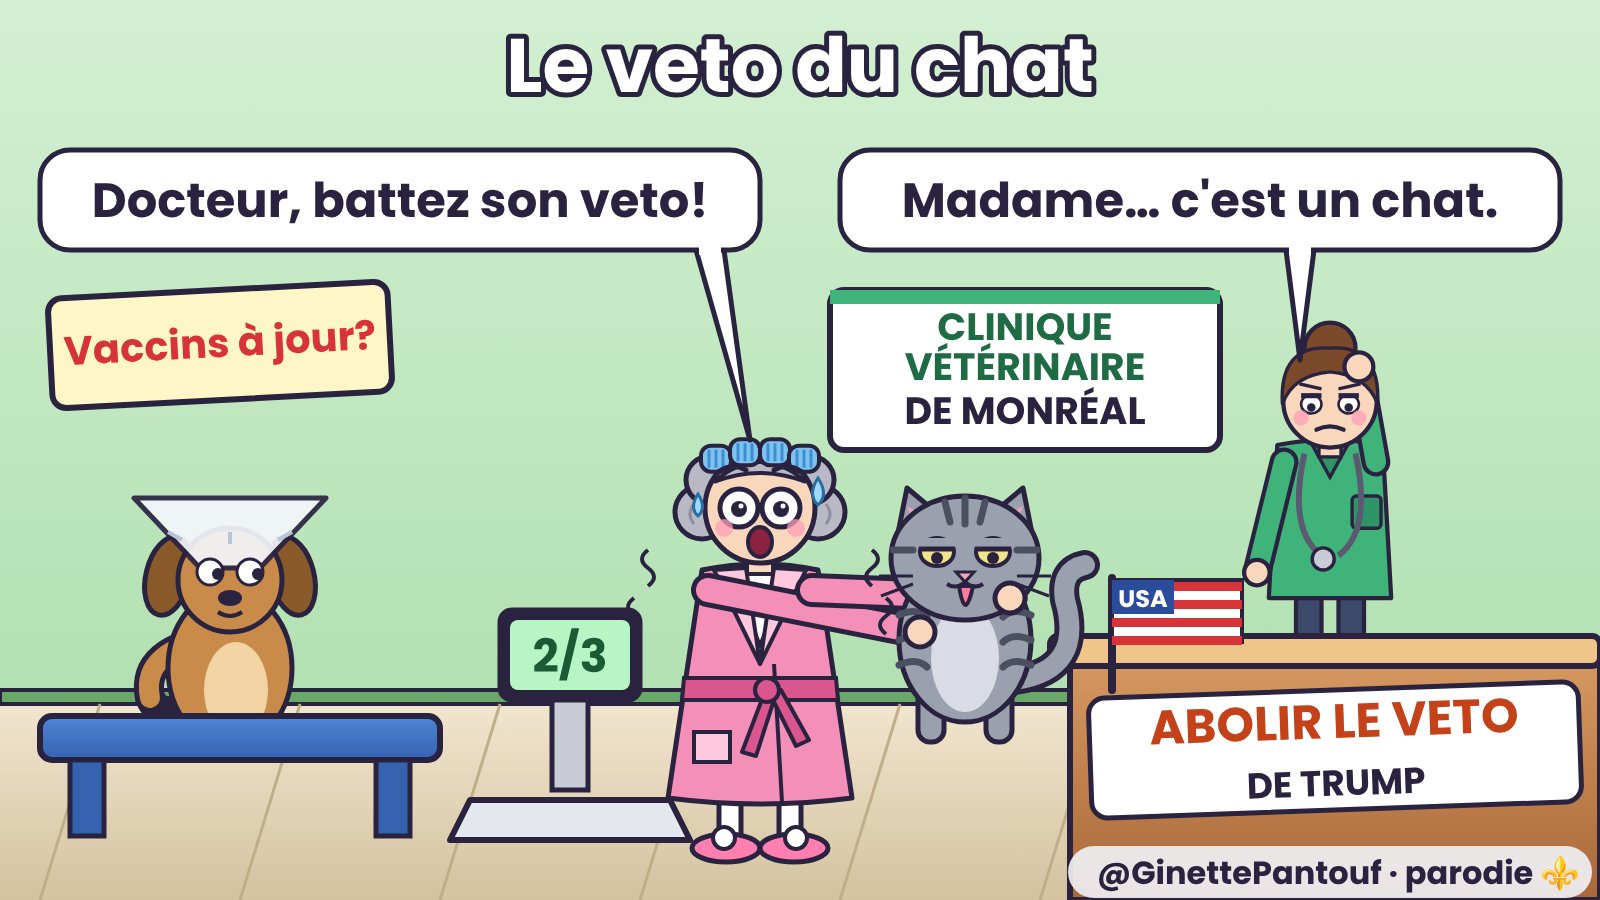 Le veto du chat
Docteur, battez son veto!
Madame... c'est un chat.
Vaccins à jour?
CLINIQUE
VÉTÉRINAIRE
DE MONRÉAL
2/3
USA
ABOLIR LE VETO
DE TRUMP
@GinettePantouf · parodie ⚜️